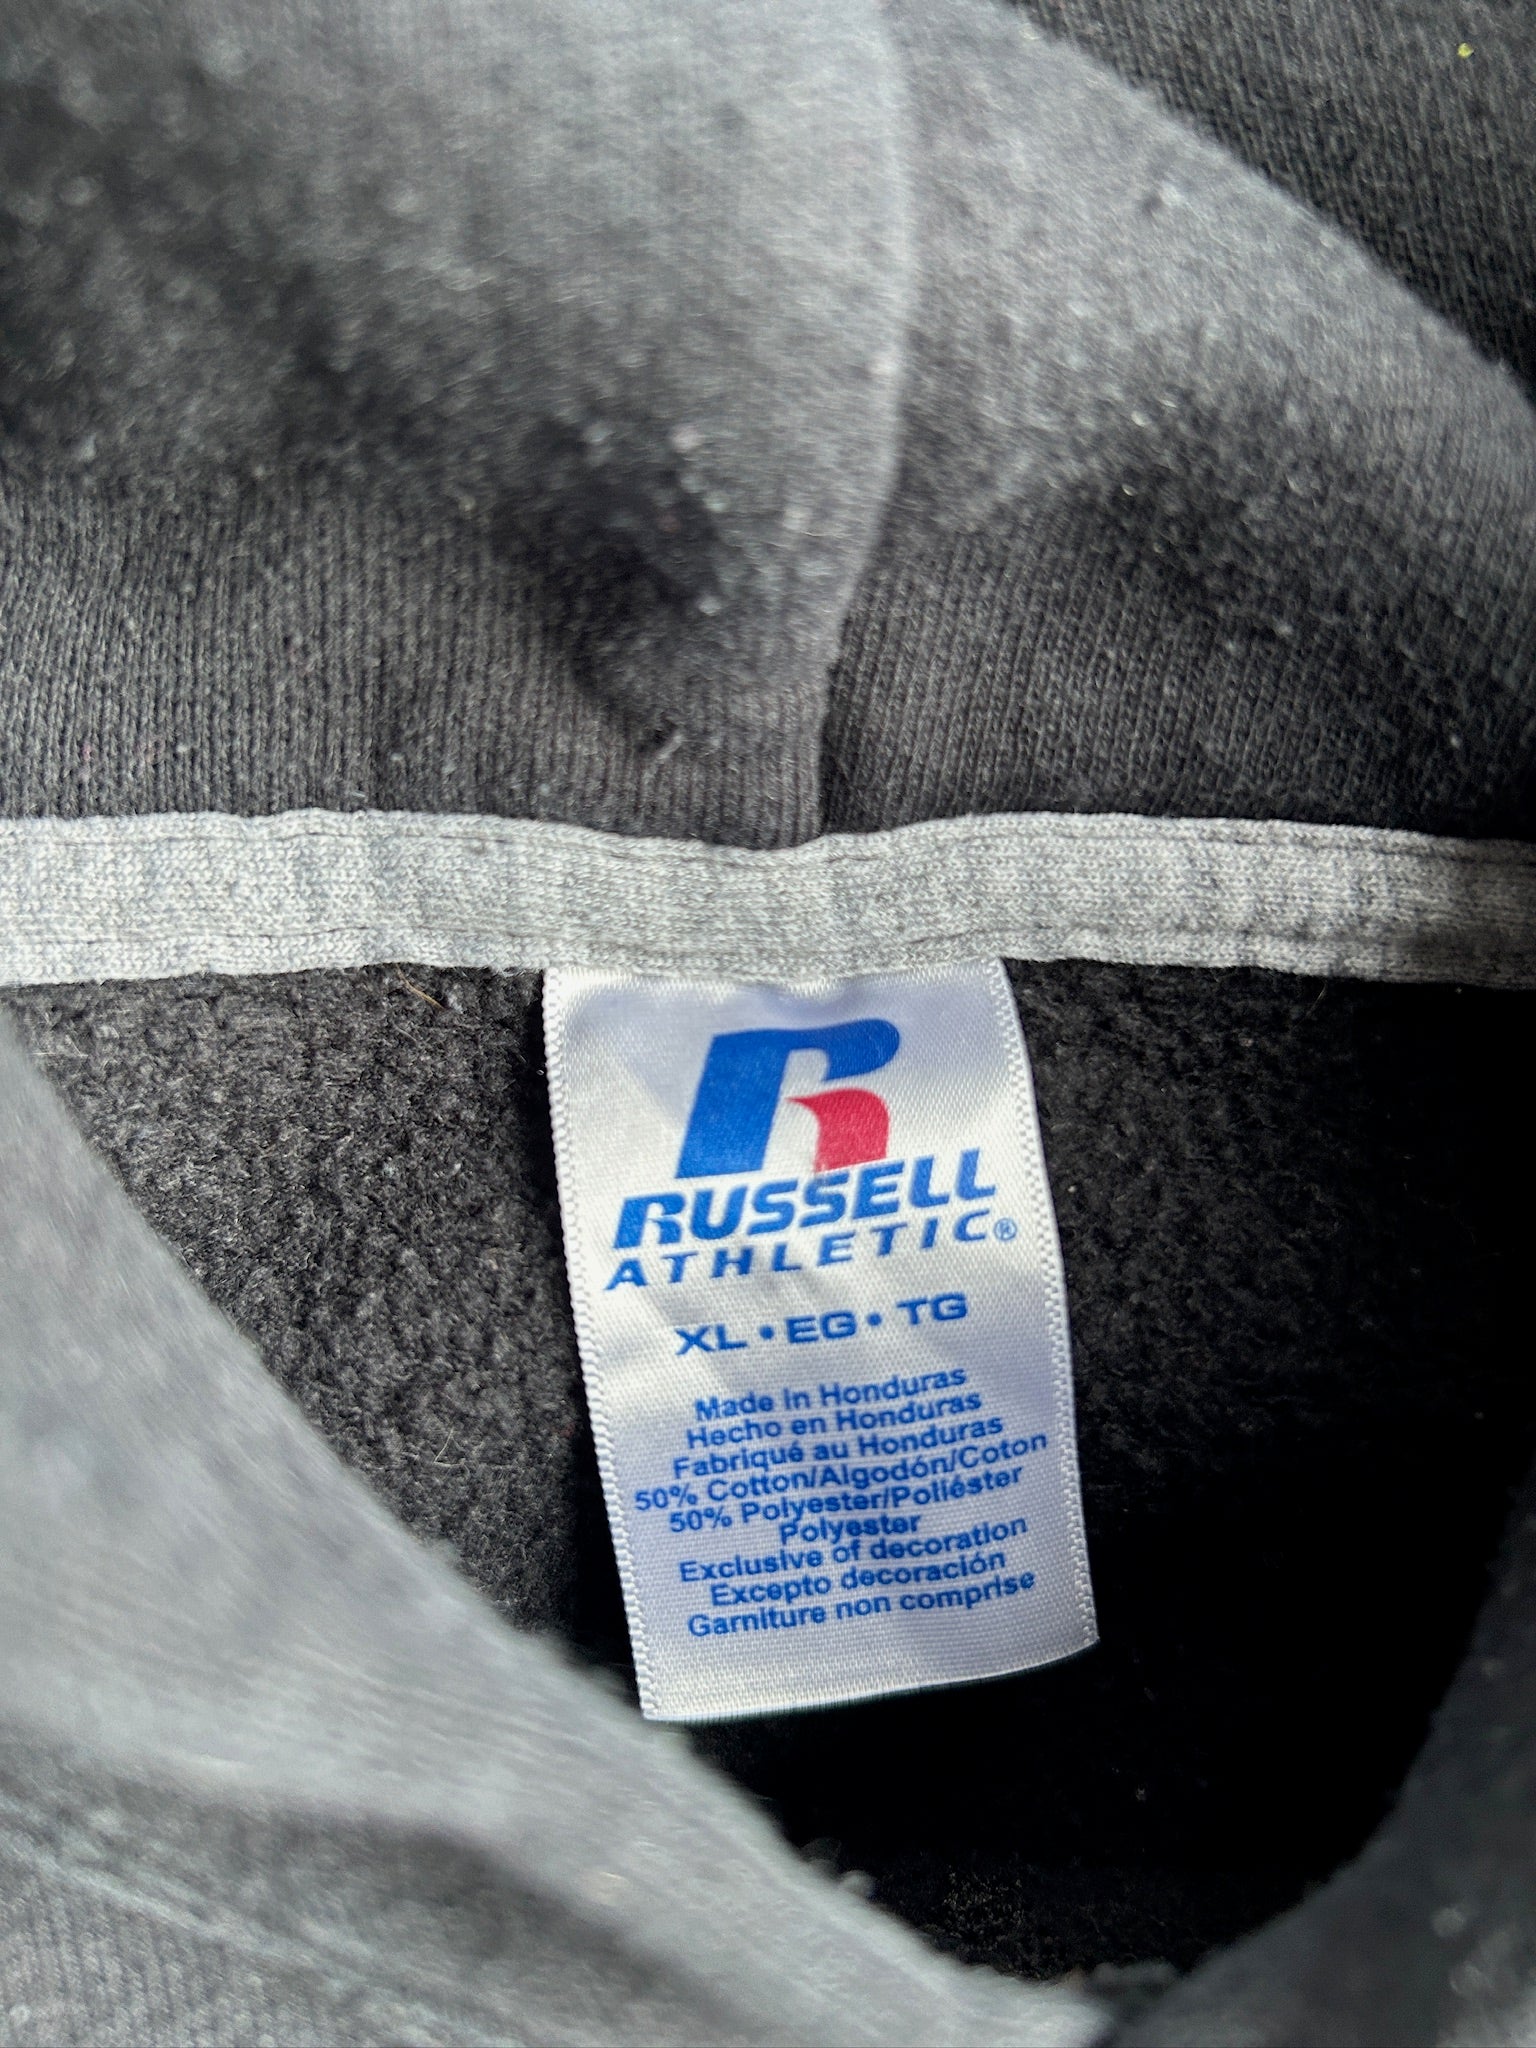 RUSSELL
ATHLETIC®
XL • EG • TG
Made in Honduras
Hecho en Honduras
Fabriqué au Honduras
50% Cotton/Algodón/Coton
50% Polyester/Poliéster
Polyester
Exclusive of decoration
Excepto decoración
Garniture non comprise